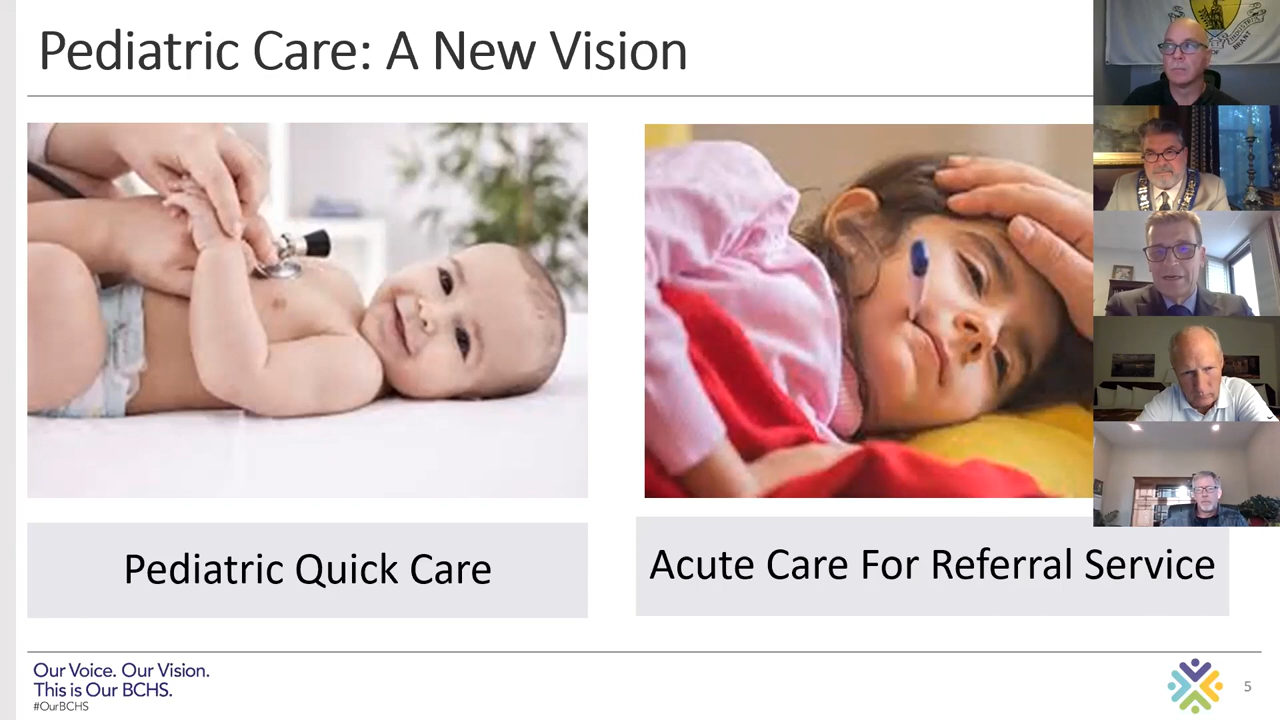 Pediatric Care: A New Vision
Pediatric Quick Care
Acute Care For Referral Service
Our Voice. Our Vision.
This is Our BCHS.
#OurBCHS
5